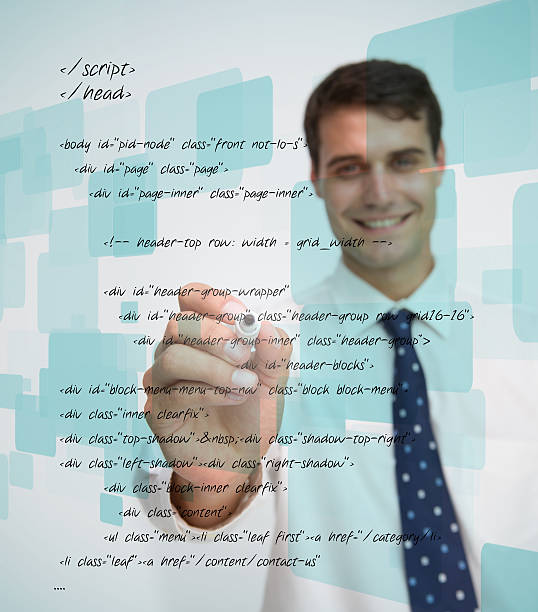 </script>
</head>
<body id="pid-node" class="front not-lo-s">
<div id="page" class="page">
<div id="page-inner" class="page-inner">
<!-- header-top row: width = grid_width -->
<div id="header-group-wrapper"
<div id="header-group" class="header-group row grid16-16">
<div id="header-group-inner" class="header-group">
<div id="header-blocks">
<div id="block-menu-menu-top-nav" class="block block-menu"
<div class="inner clearfix">
<div class="top-shadow">&nbsp;<div class="shadow-top-right">
<div class="left-shadow"><div class="right-shadow">
<div class="block-inner clearfix">
<div class="content">
<ul class="menu"><li class="leaf first"><a href="/category/li>
<li class="leaf"><a href="/content/contact-us"
....